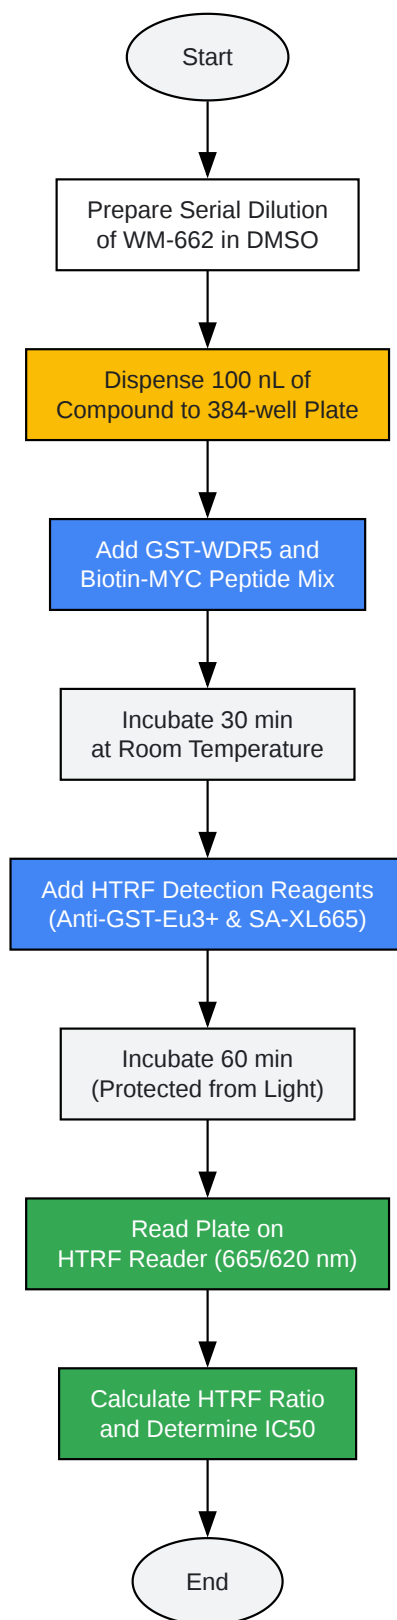 Start
Prepare Serial Dilution
of WM-662 in DMSO
Dispense 100 nL of
Compound to 384-well Plate
Add GST-WDR5 and
Biotin-MYC Peptide Mix
Incubate 30 min
at Room Temperature
Add HTRF Detection Reagents
(Anti-GST-Eu3+ & SA-XL665)
Incubate 60 min
(Protected from Light)
Read Plate on
HTRF Reader (665/620 nm)
Calculate HTRF Ratio
and Determine IC50
End